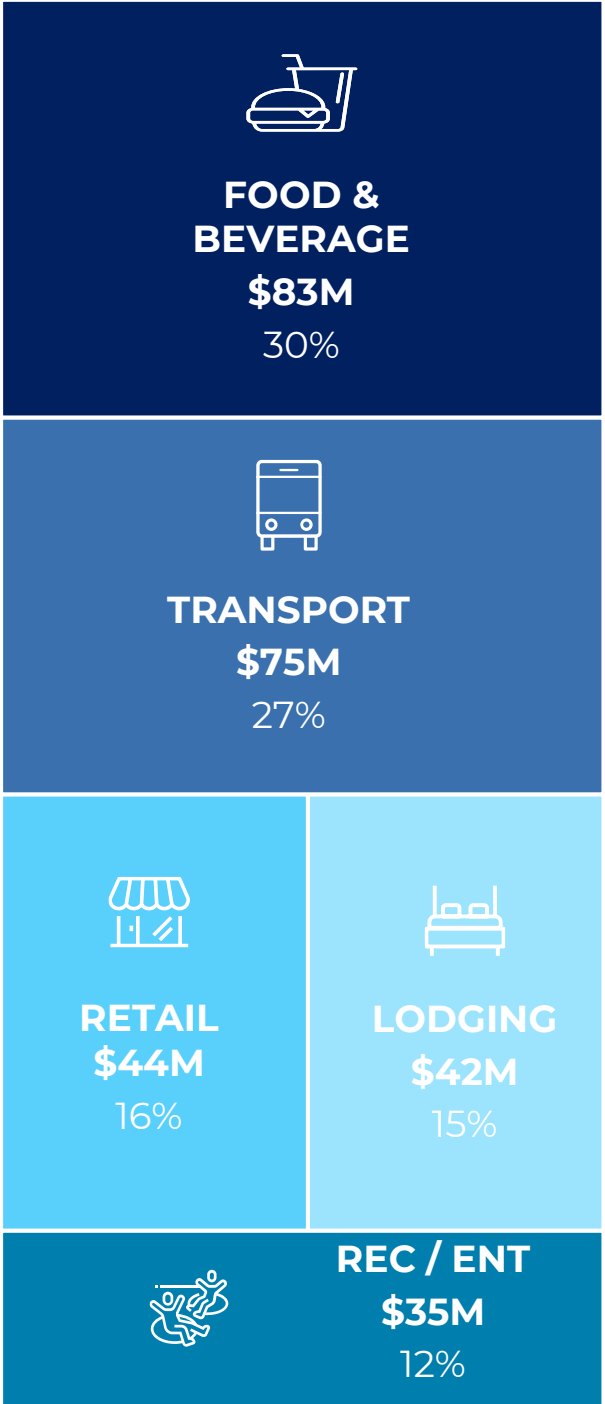 FOOD &
BEVERAGE
$83M
30%
TRANSPORT
$75M
27%
RETAIL
$44M
16%
LODGING
$42M
15%
REC / ENT
$35M
12%